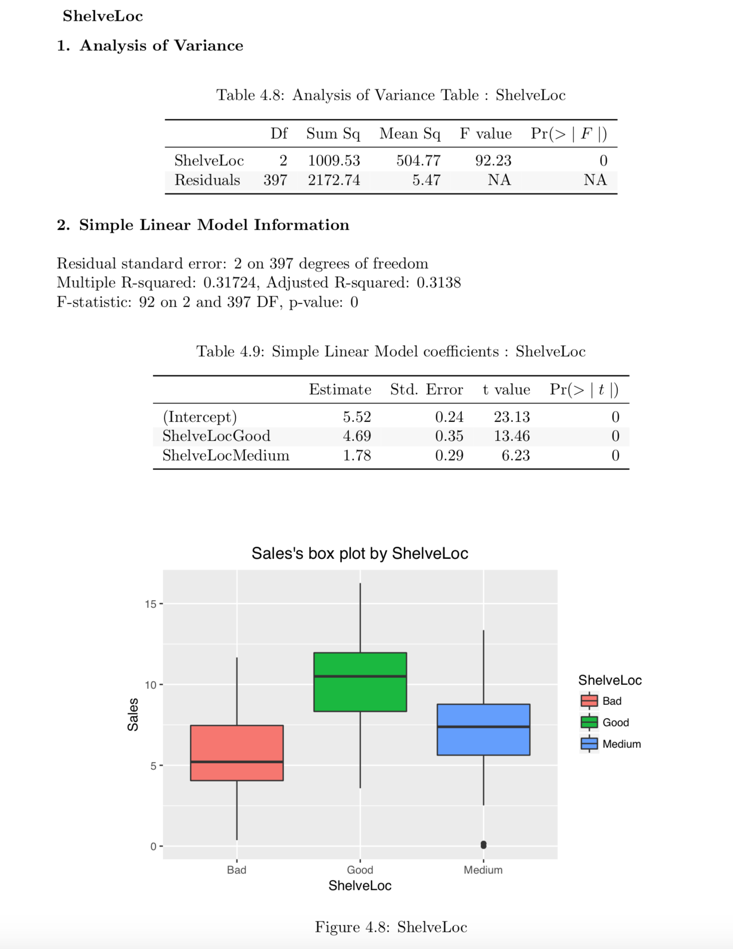 ShelveLoc
1. Analysis of Variance
Table 4.8: Analysis of Variance Table : ShelveLoc
Df Sum Sq Mean Sq F value Pr(> | F |)
ShelveLoc 2 1009.53 504.77 92.23 0
Residuals 397 2172.74 5.47 NA NA
2. Simple Linear Model Information
Residual standard error: 2 on 397 degrees of freedom
Multiple R-squared: 0.31724, Adjusted R-squared: 0.3138
F-statistic: 92 on 2 and 397 DF, p-value: 0
Table 4.9: Simple Linear Model coefficients : ShelveLoc
Estimate Std. Error t value Pr(> | t |)
(Intercept) 5.52 0.24 23.13 0
ShelveLocGood 4.69 0.35 13.46 0
ShelveLocMedium 1.78 0.29 6.23 0
Sales's box plot by ShelveLoc
15
10
5
0
Sales
Bad Good Medium
ShelveLoc
ShelveLoc
Bad
Good
Medium
Figure 4.8: ShelveLoc